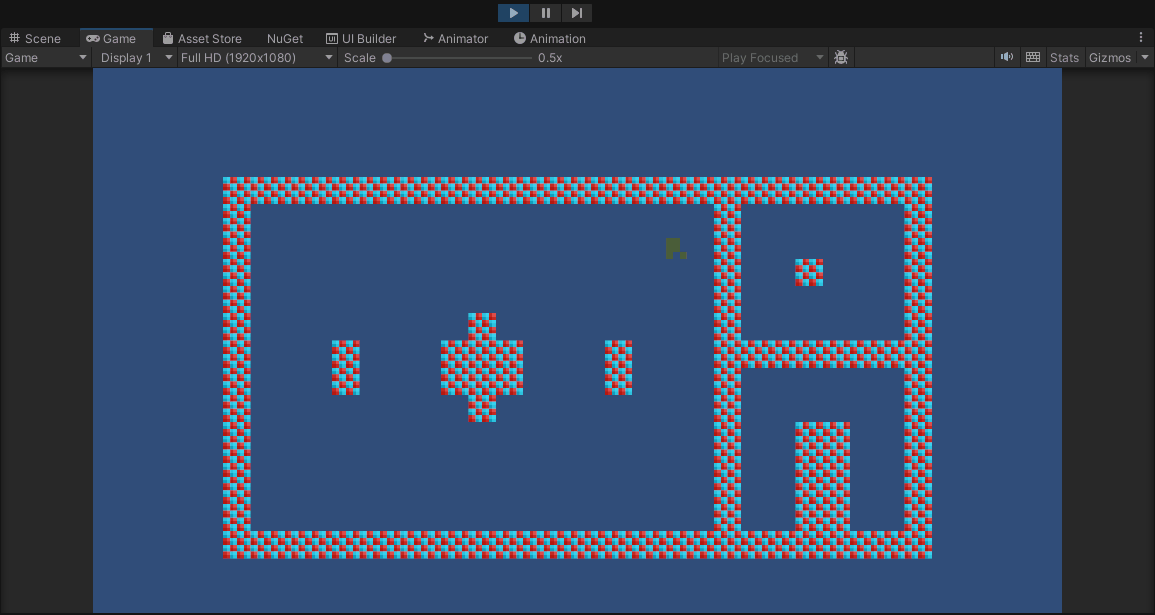 Scene Game Asset Store NuGet UI Builder Animator Animation
Game Display 1 Full HD (1920x1080) Scale 0.5x Play Focused Stats Gizmos